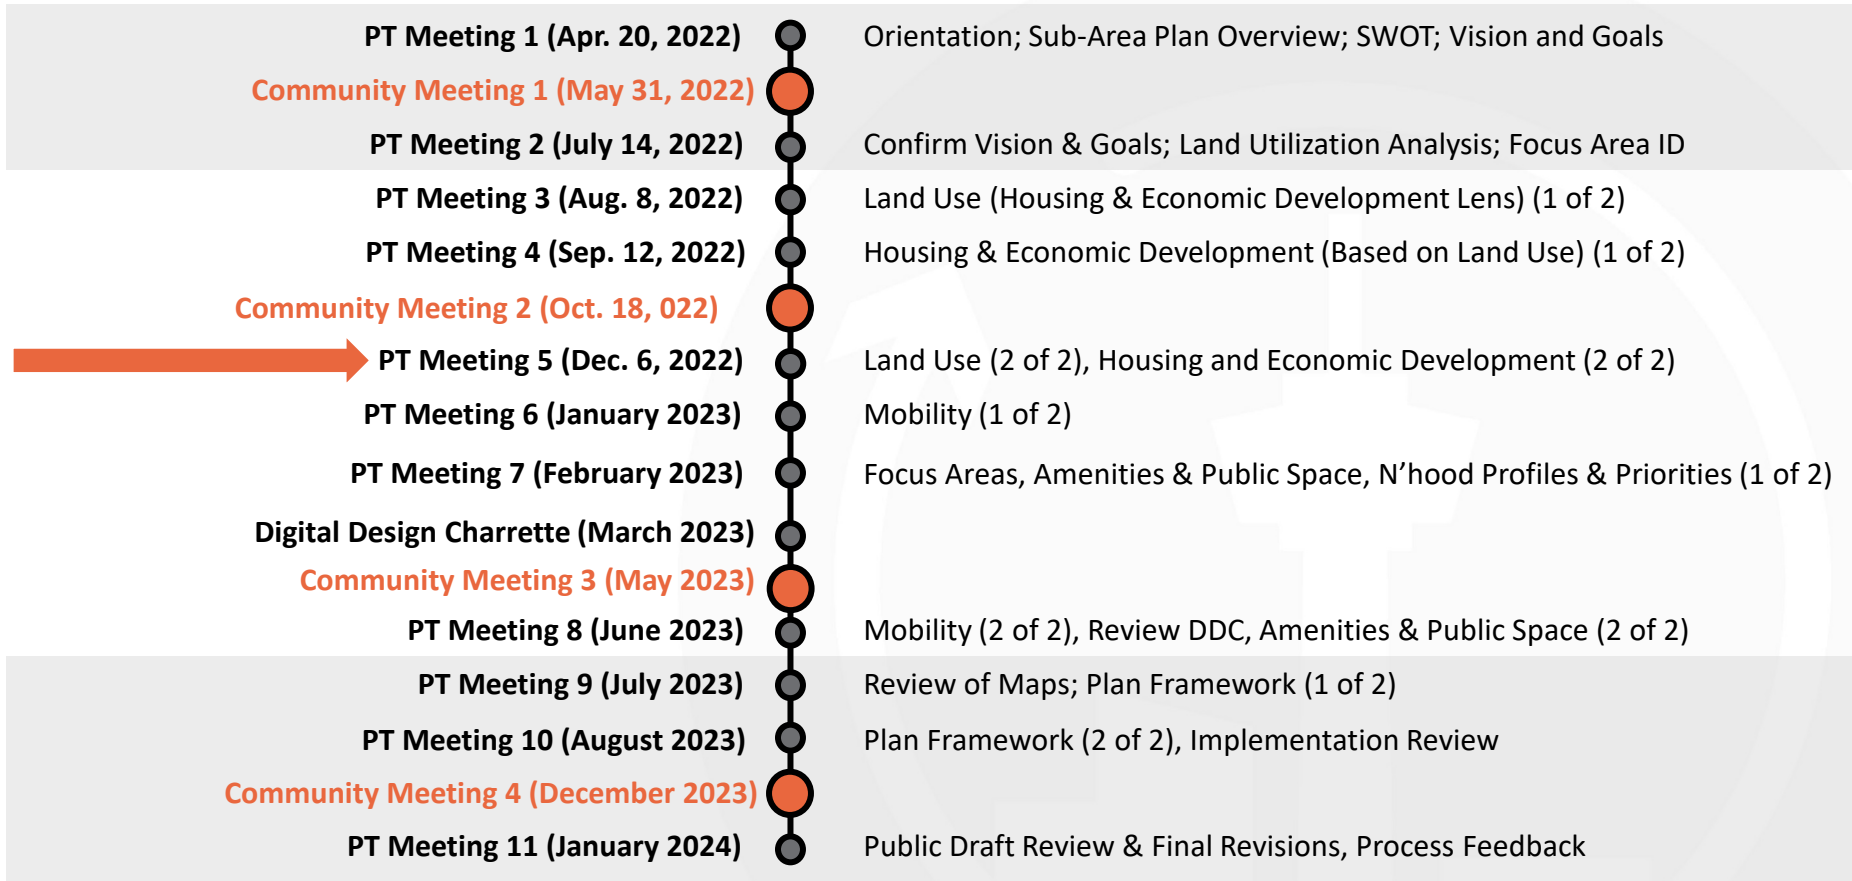 PT Meeting 1 (Apr. 20, 2022) Orientation; Sub-Area Plan Overview; SWOT; Vision and Goals
Community Meeting 1 (May 31, 2022)
PT Meeting 2 (July 14, 2022) Confirm Vision & Goals; Land Utilization Analysis; Focus Area ID
PT Meeting 3 (Aug. 8, 2022) Land Use (Housing & Economic Development Lens) (1 of 2)
PT Meeting 4 (Sep. 12, 2022) Housing & Economic Development (Based on Land Use) (1 of 2)
Community Meeting 2 (Oct. 18, 022)
PT Meeting 5 (Dec. 6, 2022) Land Use (2 of 2), Housing and Economic Development (2 of 2)
PT Meeting 6 (January 2023) Mobility (1 of 2)
PT Meeting 7 (February 2023) Focus Areas, Amenities & Public Space, N’hood Profiles & Priorities (1 of 2)
Digital Design Charrette (March 2023)
Community Meeting 3 (May 2023)
PT Meeting 8 (June 2023) Mobility (2 of 2), Review DDC, Amenities & Public Space (2 of 2)
PT Meeting 9 (July 2023) Review of Maps; Plan Framework (1 of 2)
PT Meeting 10 (August 2023) Plan Framework (2 of 2), Implementation Review
Community Meeting 4 (December 2023)
PT Meeting 11 (January 2024) Public Draft Review & Final Revisions, Process Feedback